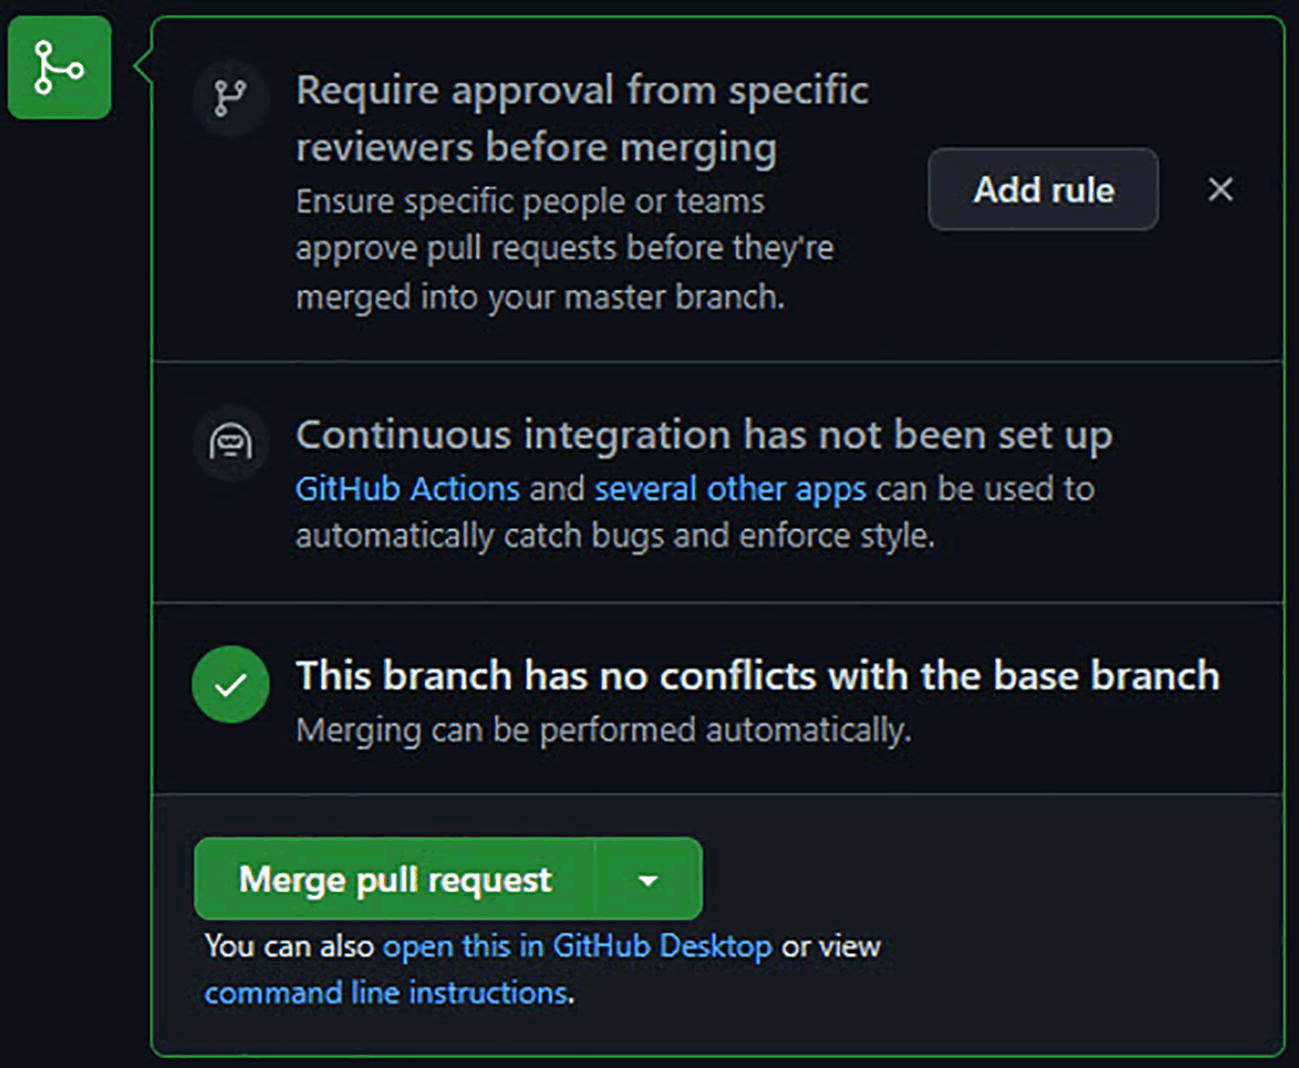 Require approval from specific
reviewers before merging
Ensure specific people or teams
approve pull requests before they're
merged into your master branch.
Add rule
Continuous integration has not been set up
GitHub Actions and several other apps can be used to
automatically catch bugs and enforce style.
This branch has no conflicts with the base branch
Merging can be performed automatically.
Merge pull request
You can also open this in GitHub Desktop or view
command line instructions.